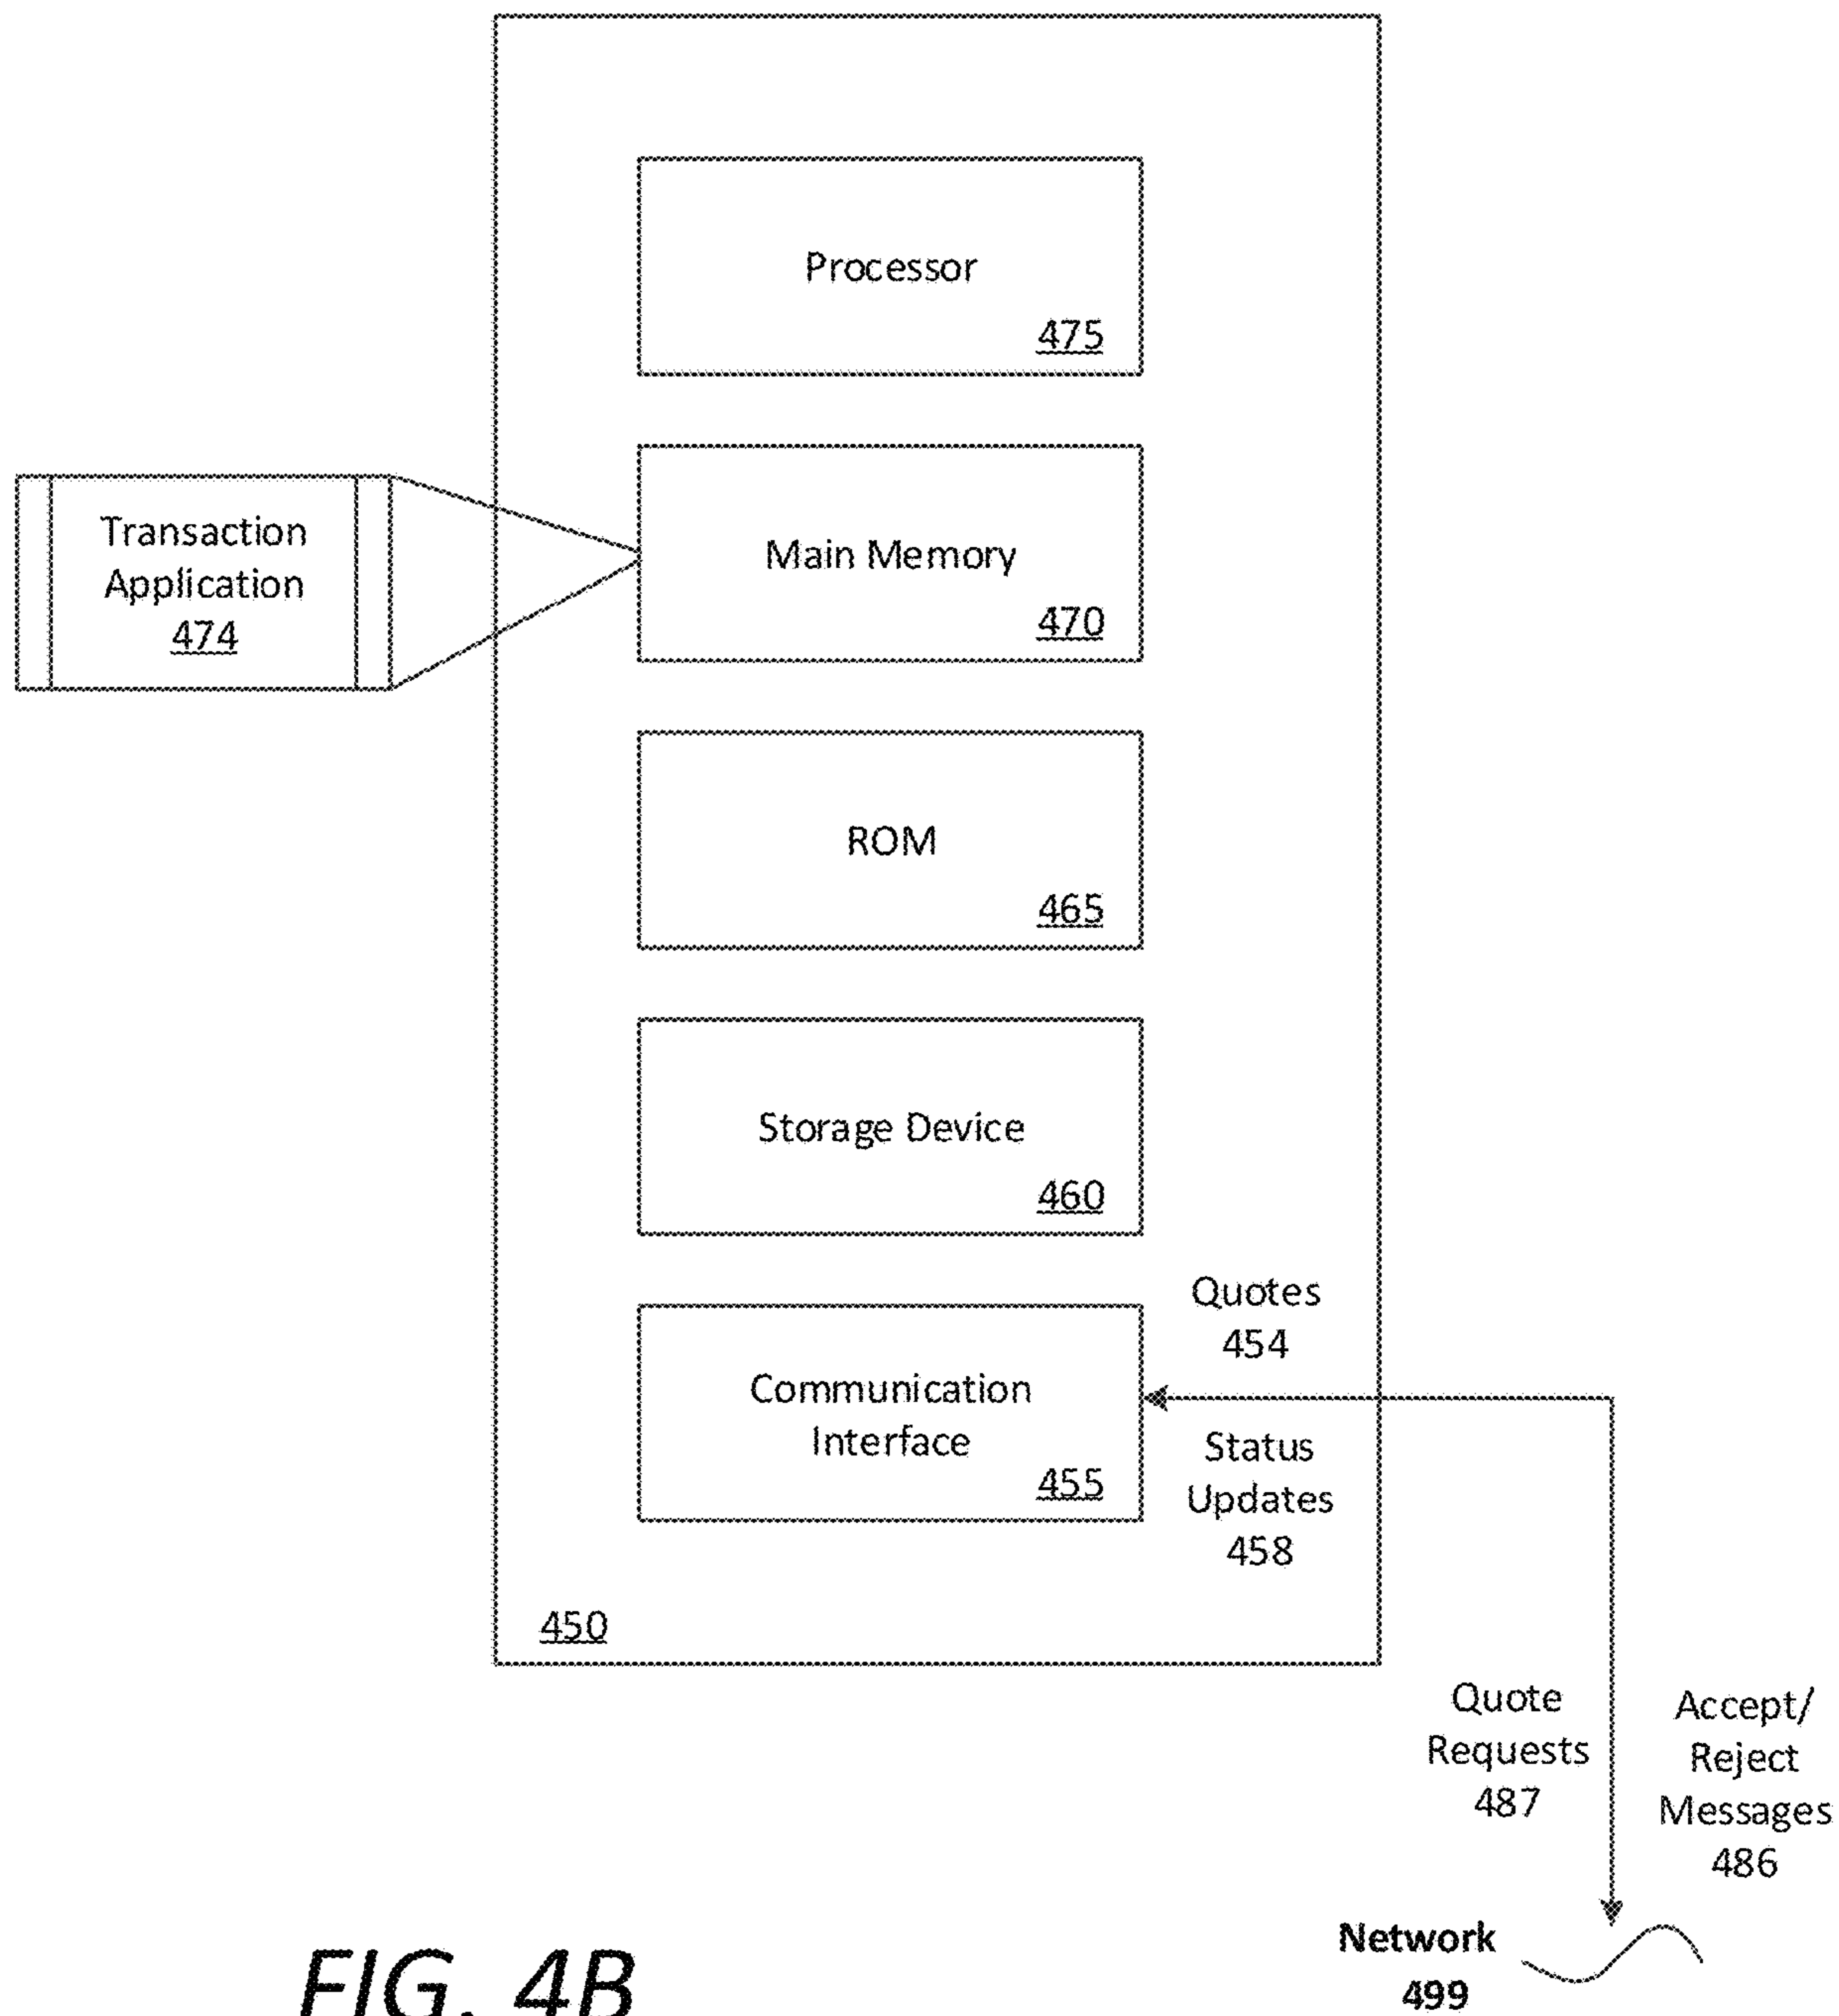 Processor
475
Transaction
Application
474
Main Memory
470
ROM
465
Storage Device
460
Quotes
454
Communication
Interface
455
Status
Updates
458
450
Quote
Requests
487
Accept/
Reject
Messages
486
Network
499
FIG. 4B